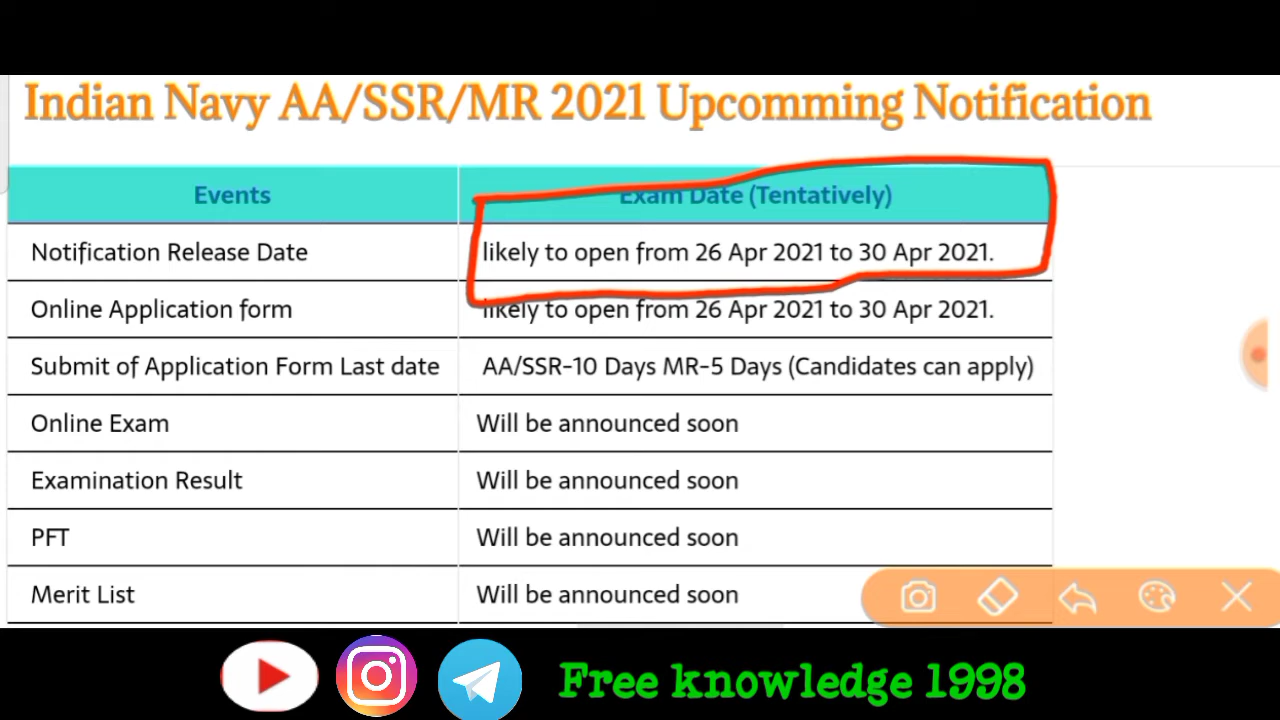 Indian Navy AA/SSR/MR 2021 Upcomming Notification
Events Exam Date (Tentatively)
Notification Release Date likely to open from 26 Apr 2021 to 30 Apr 2021.
Online Application form likely to open from 26 Apr 2021 to 30 Apr 2021.
Submit of Application Form Last date AA/SSR-10 Days MR-5 Days (Candidates can apply)
Online Exam Will be announced soon
Examination Result Will be announced soon
PFT Will be announced soon
Merit List Will be announced soon
Free knowledge 1998